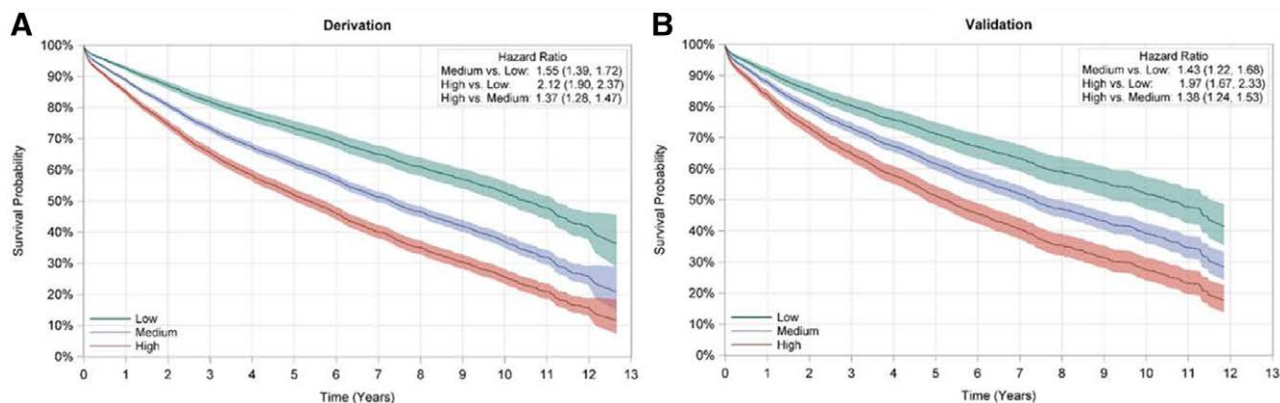 A
Derivation
Survival Probability
100%
90%
80%
70%
60%
50%
40%
30%
20%
10%
0%
Hazard Ratio
Medium vs. Low: 1.55 (1.39, 1.72)
High vs. Low: 2.12 (1.90, 2.37)
High vs. Medium: 1.37 (1.28, 1.47)
Low
Medium
High
0 1 2 3 4 5 6 7 8 9 10 11 12 13
Time (Years)
B
Validation
Survival Probability
100%
90%
80%
70%
60%
50%
40%
30%
20%
10%
0%
Hazard Ratio
Medium vs. Low: 1.43 (1.22, 1.68)
High vs. Low: 1.97 (1.67, 2.33)
High vs. Medium: 1.38 (1.24, 1.53)
Low
Medium
High
0 1 2 3 4 5 6 7 8 9 10 11 12 13
Time (Years)